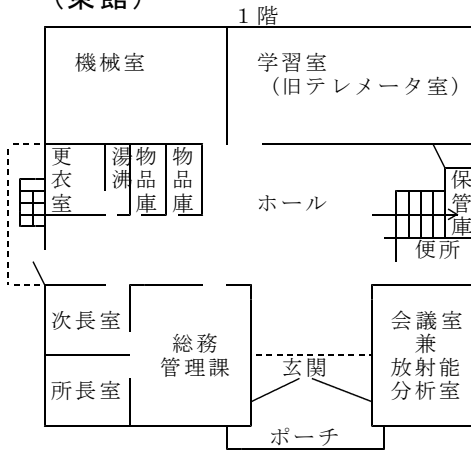 (東館)
1階
機械室
学習室
(旧テレメータ室)
更衣室
湯沸
物品庫
物品庫
ホール
保管庫
便所
次長室
総務
管理課
所長室
玄関
会議室
兼
放射能
分析室
ポーチ